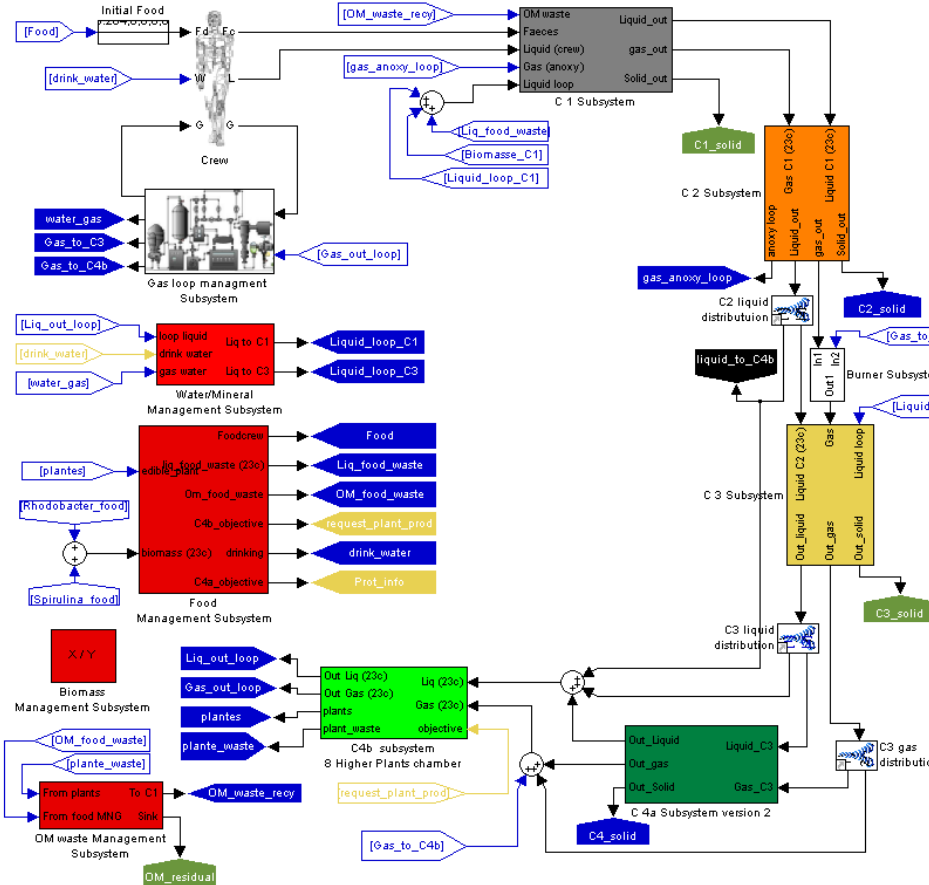 Initial Food
[Food]
Fd
Fc
[drink_water]
W
L
G
G
Crew
[OM_waste_recy]
[gas_anoxy_loop]
OM waste
Faeces
Liquid (crew)
Gas (anoxy)
Liquid loop
Liquid_out
gas_out
Solid_out
C 1 Subsystem
[Liq_food_waste]
[Biomasse_C1]
[Liquid_loop_C1]
C1_solid
Gas C1 (23c)
Liquid C1 (23c)
C 2 Subsystem
anoxy loop
Liquid_out
gas_out
Solid_out
water_gas
Gas_to_C3
Gas_to_C4b
[Gas_out_loop]
Gas loop managment
Subsystem
gas_anoxy_loop
C2_solid
C2 liquid
distributuion
[Liq_out_loop]
[drink_water]
[water_gas]
loop liquid
drink water
gas water
Liq to C1
Liq to C3
Liquid_loop_C1
Liquid_loop_C3
Water/Mineral
Management Subsystem
liquid_to_C4b
In1
In2
Out1
[Gas_to_
Burner Subsyste
[Liquid
Liquid C2 (23c)
Gas
Liquid loop
C 3 Subsystem
Out_liquid
Out_gas
Out_solid
[plantes]
[Rhodobacter_food]
[Spirulina_food]
edible_plant
biomass (23c)
Foodcrew
liq_food_waste (23c)
Om_food_waste
C4b_objective
drinking
C4a_objective
Food
Liq_food_waste
OM_food_waste
request_plant_prod
drink_water
Prot_info
Food
Management Subsystem
C3_solid
C3 liquid
distribution
X / Y
Biomass
Management Subsystem
Liq_out_loop
Gas_out_loop
plantes
plante_waste
Out Liq (23c)
Out Gas (23c)
plants
plant_waste
Liq (23c)
Gas (23c)
objective
C4b subsystem
8 Higher Plants chamber
[request_plant_prod]
[Gas_to_C4b]
Out_Liquid
Out_gas
Out_Solid
Liquid_C3
Gas_C3
C 4a Subsystem version 2
C4_solid
C3 gas
distributio
[OM_food_waste]
[plante_waste]
From plants
From food MNG
To C1
Sink
OM_waste_recy
OM waste Management
Subsystem
OM_residual